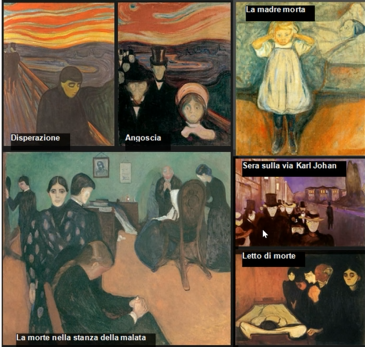 La madre morta
Disperazione
Angoscia
Sera sulla via Karl Johan
Letto di morte
La morte nella stanza della malata